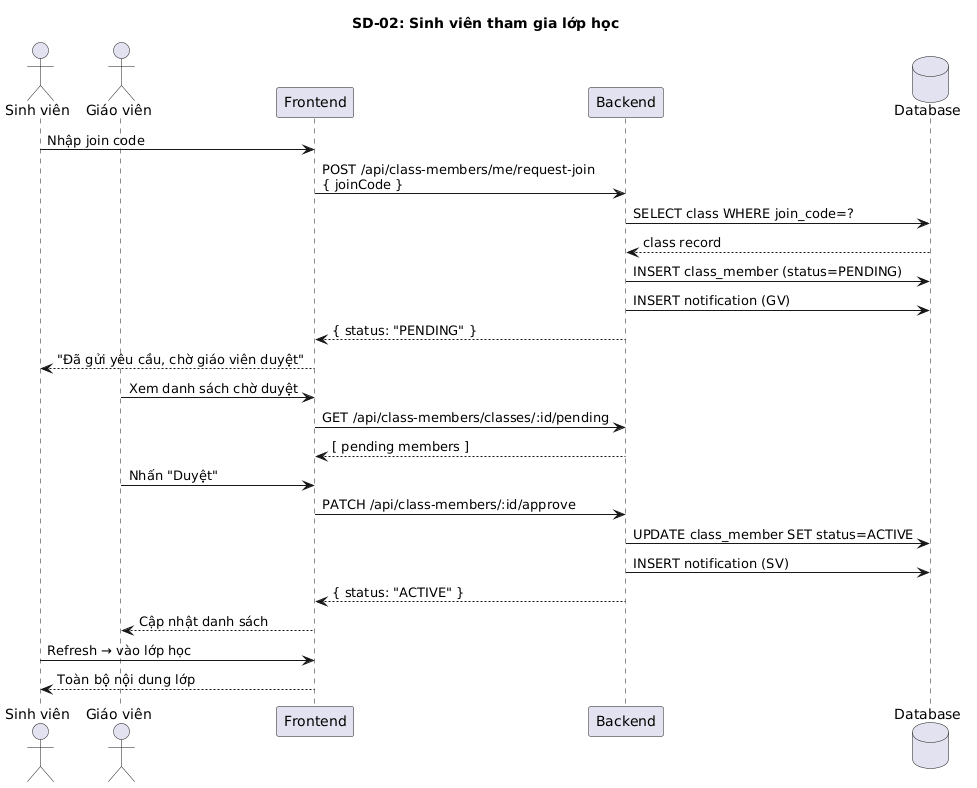 SD-02: Sinh viên tham gia lớp học
Sinh viên
Giáo viên
Frontend
Backend
Database
Nhập join code
POST /api/class-members/me/request-join
{ joinCode }
SELECT class WHERE join_code=?
class record
INSERT class_member (status=PENDING)
INSERT notification (GV)
{ status: "PENDING" }
"Đã gửi yêu cầu, chờ giáo viên duyệt"
Xem danh sách chờ duyệt
GET /api/class-members/classes/:id/pending
[ pending members ]
Nhấn "Duyệt"
PATCH /api/class-members/:id/approve
UPDATE class_member SET status=ACTIVE
INSERT notification (SV)
{ status: "ACTIVE" }
Cập nhật danh sách
Refresh → vào lớp học
Toàn bộ nội dung lớp
Sinh viên
Giáo viên
Frontend
Backend
Database